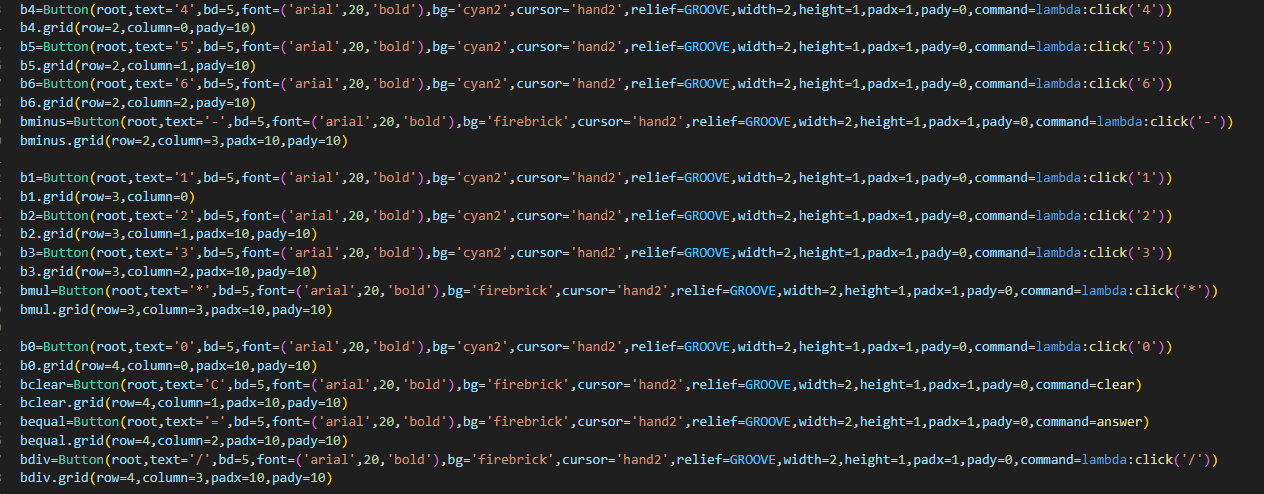 b4=Button(root,text='4',bd=5,font=('arial',20,'bold'),bg='cyan2',cursor='hand2',relief=GROOVE,width=2,height=1,padx=1,pady=0,command=lambda:click('4'))
b4.grid(row=2,column=0,pady=10)
b5=Button(root,text='5',bd=5,font=('arial',20,'bold'),bg='cyan2',cursor='hand2',relief=GROOVE,width=2,height=1,padx=1,pady=0,command=lambda:click('5'))
b5.grid(row=2,column=1,pady=10)
b6=Button(root,text='6',bd=5,font=('arial',20,'bold'),bg='cyan2',cursor='hand2',relief=GROOVE,width=2,height=1,padx=1,pady=0,command=lambda:click('6'))
b6.grid(row=2,column=2,pady=10)
bminus=Button(root,text='-',bd=5,font=('arial',20,'bold'),bg='firebrick',cursor='hand2',relief=GROOVE,width=2,height=1,padx=1,pady=0,command=lambda:click('-'))
bminus.grid(row=2,column=3,padx=10,pady=10)
b1=Button(root,text='1',bd=5,font=('arial',20,'bold'),bg='cyan2',cursor='hand2',relief=GROOVE,width=2,height=1,padx=1,pady=0,command=lambda:click('1'))
b1.grid(row=3,column=0)
b2=Button(root,text='2',bd=5,font=('arial',20,'bold'),bg='cyan2',cursor='hand2',relief=GROOVE,width=2,height=1,padx=1,pady=0,command=lambda:click('2'))
b2.grid(row=3,column=1,padx=10,pady=10)
b3=Button(root,text='3',bd=5,font=('arial',20,'bold'),bg='cyan2',cursor='hand2',relief=GROOVE,width=2,height=1,padx=1,pady=0,command=lambda:click('3'))
b3.grid(row=3,column=2,padx=10,pady=10)
bmul=Button(root,text='*',bd=5,font=('arial',20,'bold'),bg='firebrick',cursor='hand2',relief=GROOVE,width=2,height=1,padx=1,pady=0,command=lambda:click('*'))
bmul.grid(row=3,column=3,padx=10,pady=10)
b0=Button(root,text='0',bd=5,font=('arial',20,'bold'),bg='cyan2',cursor='hand2',relief=GROOVE,width=2,height=1,padx=1,pady=0,command=lambda:click('0'))
b0.grid(row=4,column=0,padx=10,pady=10)
bclear=Button(root,text='C',bd=5,font=('arial',20,'bold'),bg='firebrick',cursor='hand2',relief=GROOVE,width=2,height=1,padx=1,pady=0,command=clear)
bclear.grid(row=4,column=1,padx=10,pady=10)
bequal=Button(root,text='=',bd=5,font=('arial',20,'bold'),bg='firebrick',cursor='hand2',relief=GROOVE,width=2,height=1,padx=1,pady=0,command=answer)
bequal.grid(row=4,column=2,padx=10,pady=10)
bdiv=Button(root,text='/',bd=5,font=('arial',20,'bold'),bg='firebrick',cursor='hand2',relief=GROOVE,width=2,height=1,padx=1,pady=0,command=lambda:click('/'))
bdiv.grid(row=4,column=3,padx=10,pady=10)